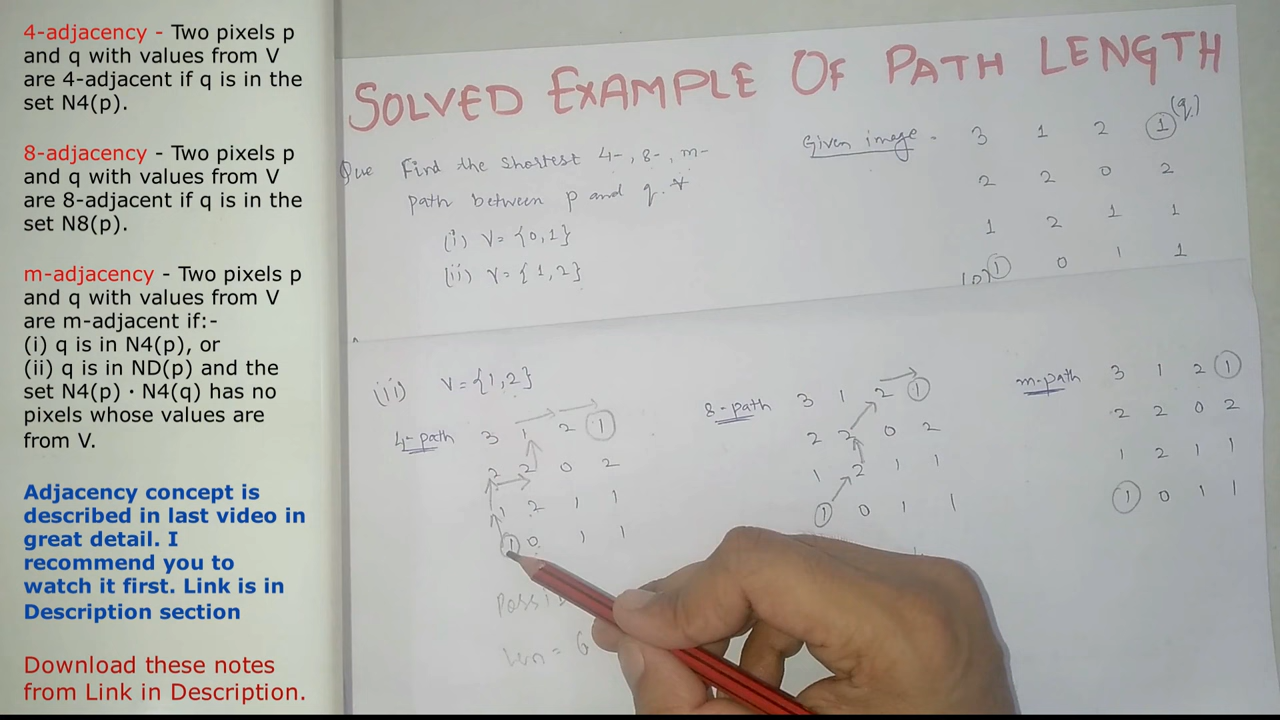 4-adjacency - Two pixels p
and q with values from V
are 4-adjacent if q is in the
set N4(p).
8-adjacency - Two pixels p
and q with values from V
are 8-adjacent if q is in the
set N8(p).
m-adjacency - Two pixels p
and q with values from V
are m-adjacent if:-
(i) q is in N4(p), or
(ii) q is in ND(p) and the
set N4(p) · N4(q) has no
pixels whose values are
from V.
Adjacency concept is
described in last video in
great detail. I
recommend you to
watch it first. Link is in
Description section
Download these notes
from Link in Description.
SOLVED EXAMPLE OF PATH LENGTH
Que Find the shortest 4-, 8-, m-
path between p and q.
(i) V = {0,1}
(ii) V = {1,2}
Given image -
3 1 2 1 (q)
2 2 0 2
1 2 1 1
(p) 1 0 1 1
(ii) V = {1,2}
4-path 3 1 2 1
2 2 0 2
1 2 1 1
1 0 1 1
Len = 6
8-path 3 1 2 1
2 2 0 2
1 2 1 1
1 0 1 1
m-path 3 1 2 1
2 2 0 2
1 2 1 1
1 0 1 1